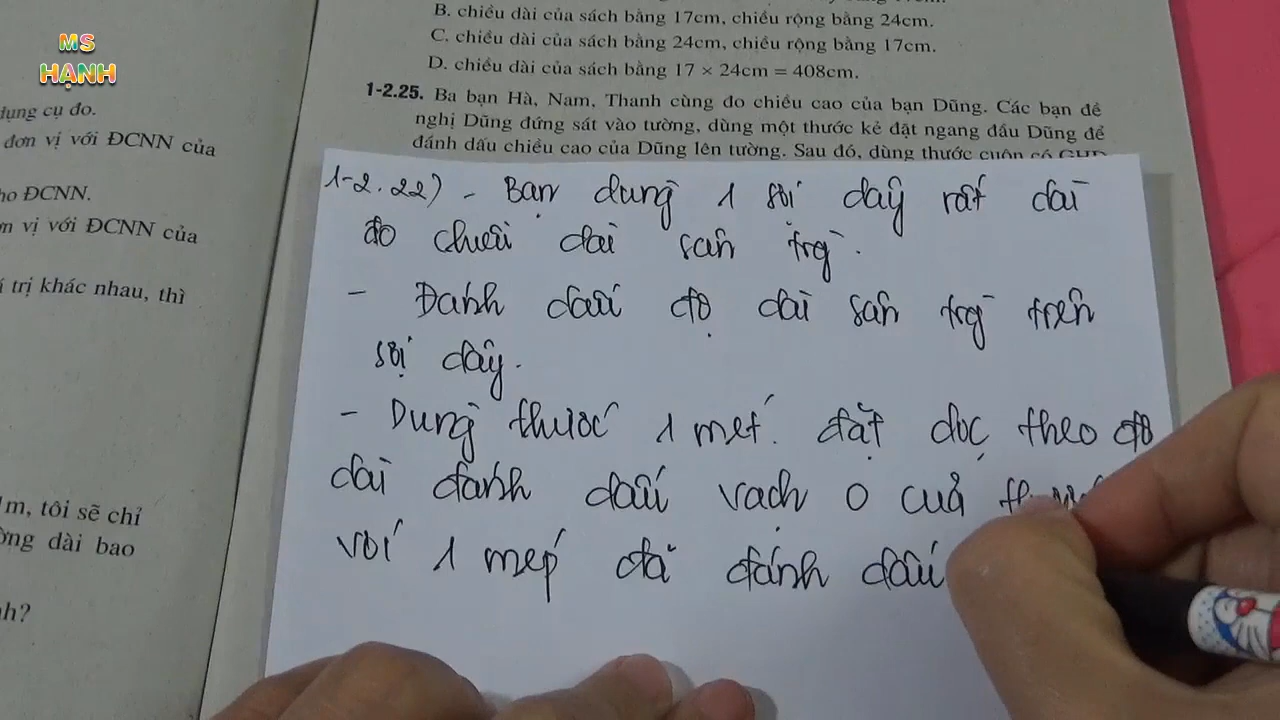 MS
HẠNH
B. chiều dài của sách bằng 17cm, chiều rộng bằng 24cm.
C. chiều dài của sách bằng 24cm, chiều rộng bằng 17cm.
D. chiều dài của sách bằng 17 × 24cm = 408cm.
1-2.25. Ba bạn Hà, Nam, Thanh cùng đo chiều cao của bạn Dũng. Các bạn đề
nghị Dũng đứng sát vào tường, dùng một thước kẻ đặt ngang đầu Dũng để
đánh dấu chiều cao của Dũng lên tường. Sau đó, dùng thước cuộn có GHĐ
dụng cụ đo.
đơn vị với ĐCNN của
ĐCNN.
đơn vị với ĐCNN của
trị khác nhau, thì
1m, tôi sẽ chỉ
dài bao
1-2.22) - Bạn dùng 1 sợi dây rất dài
đo chiều dài sân trg.
- Đánh dấu độ dài sân trg trên
sợi dây.
- Dùng thước 1 mét. đặt dọc theo độ
dài đánh dấu vạch 0 của
với 1 mép đã đánh dấu